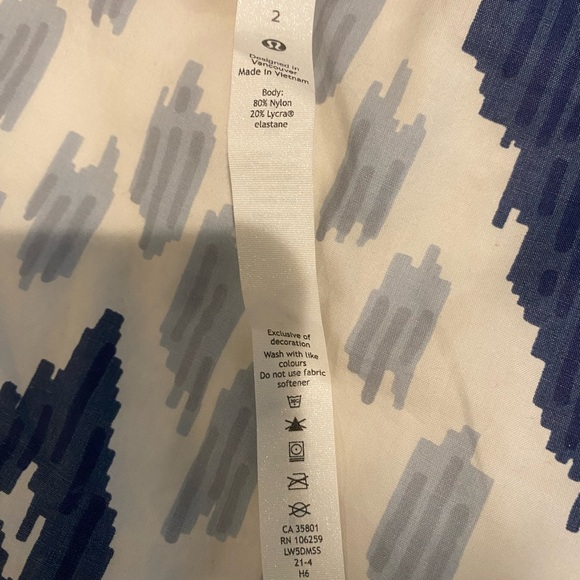 2
Designed in
Vancouver
Made in Vietnam
Body:
80% Nylon
20% Lycra®
elastane
Exclusive of
decoration
Wash with like
colours
Do not use fabric
softener
CA 35801
RN 106259
LW5DMSS
21-4
H6